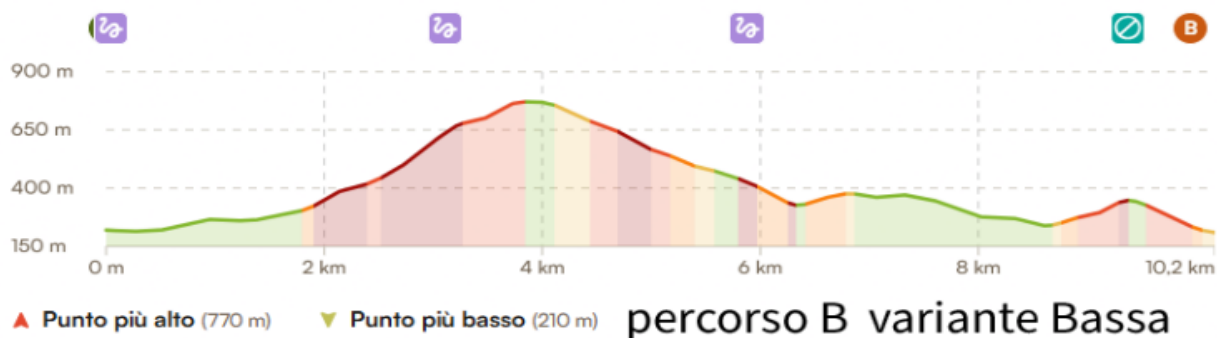 B
900 m
650 m
400 m
150 m
0 m 2 km 4 km 6 km 8 km 10,2 km
Punto più alto (770 m) Punto più basso (210 m) percorso B variante Bassa